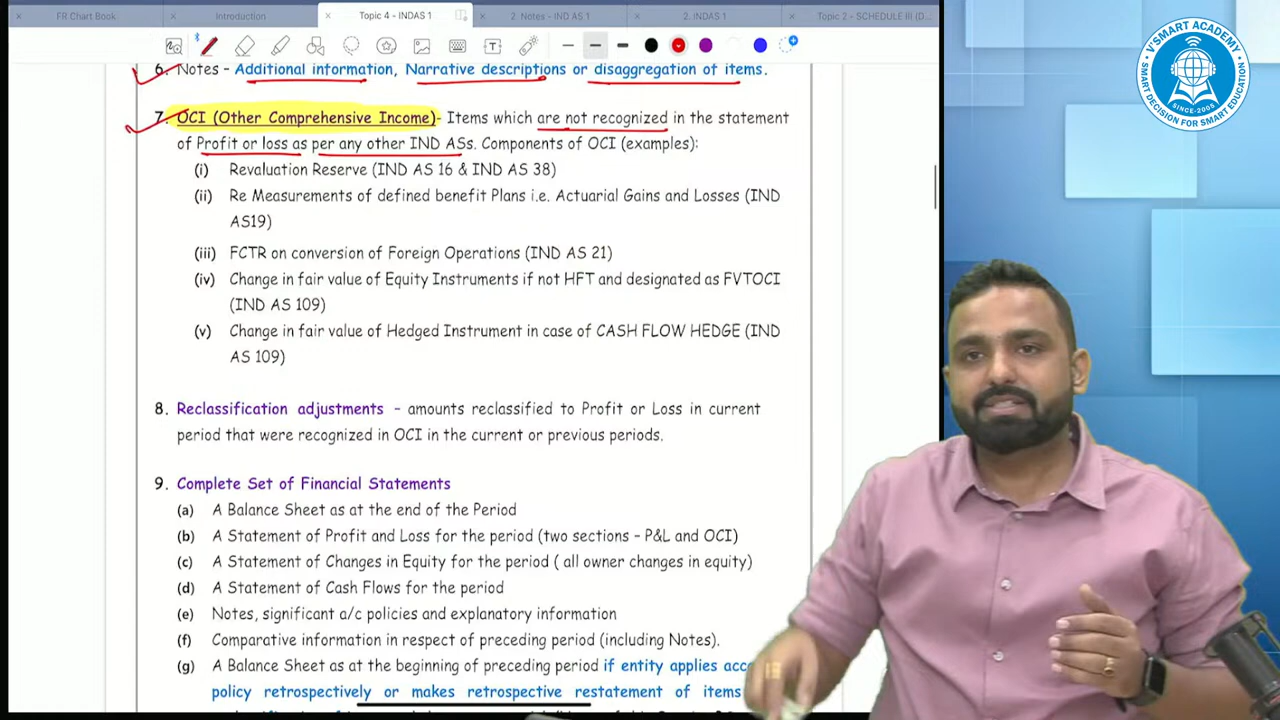 FR Chart Book
Introduction
Topic 4 - INDAS 1
2. Notes - IND AS 1
2. INDAS 1
Topic 2 - SCHEDULE III (D...
6. Notes - Additional information, Narrative descriptions or disaggregation of items.
7. OCI (Other Comprehensive Income)- Items which are not recognized in the statement
of Profit or loss as per any other IND ASs. Components of OCI (examples):
(i) Revaluation Reserve (IND AS 16 & IND AS 38)
(ii) Re Measurements of defined benefit Plans i.e. Actuarial Gains and Losses (IND
AS19)
(iii) FCTR on conversion of Foreign Operations (IND AS 21)
(iv) Change in fair value of Equity Instruments if not HFT and designated as FVTOCI
(IND AS 109)
(v) Change in fair value of Hedged Instrument in case of CASH FLOW HEDGE (IND
AS 109)
8. Reclassification adjustments - amounts reclassified to Profit or Loss in current
period that were recognized in OCI in the current or previous periods.
9. Complete Set of Financial Statements
(a) A Balance Sheet as at the end of the Period
(b) A Statement of Profit and Loss for the period (two sections - P&L and OCI)
(c) A Statement of Changes in Equity for the period ( all owner changes in equity)
(d) A Statement of Cash Flows for the period
(e) Notes, significant a/c policies and explanatory information
(f) Comparative information in respect of preceding period (including Notes).
(g) A Balance Sheet as at the beginning of preceding period if entity applies acc
policy retrospectively or makes retrospective restatement of items
V'SMART ACADEMY
SMART DECISION FOR SMART EDUCATION
SINCE-2005